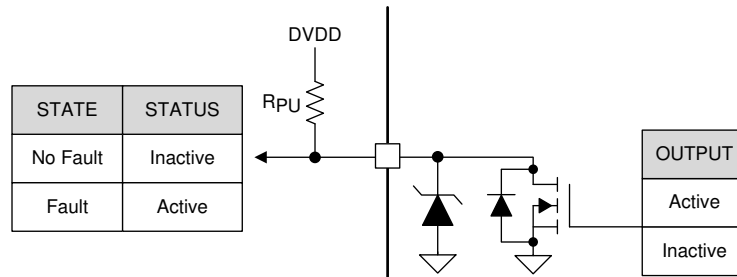 DVDD
RPU
STATE STATUS
No Fault Inactive
Fault Active
OUTPUT
Active
Inactive